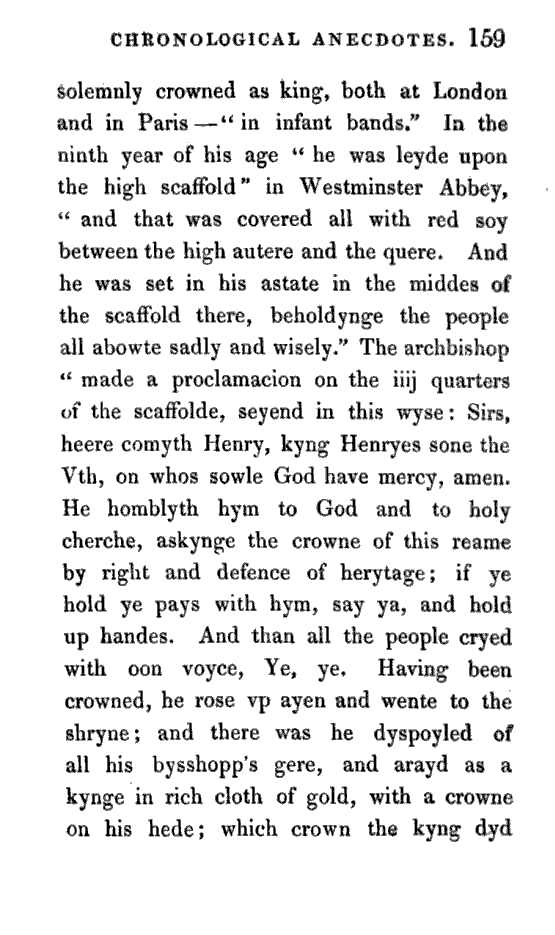 CHRONOLOGICAL ANECDOTES. 159
solemnly crowned as king, both at London
and in Paris—“ in infant bands.” In the
ninth year of his age “ he was leyde upon
the high scaffold” in Westminster Abbey,
“ and that was covered all with red soy
between the high autere and the quere. And
he was set in his astate in the middes of
the scaffold there, beholdynge the people
all abowte sadly and wisely.” The archbishop
“ made a proclamacion on the iiij quarters
of the scaffolde, seyend in this wyse: Sirs,
heere comyth Henry, kyng Henryes sone the
Vth, on whos sowle God have mercy, amen.
He homblyth hym to God and to holy
cherche, askynge the crowne of this reame
by right and defence of herytage; if ye
hold ye pays with hym, say ya, and hold
up handes. And than all the people cryed
with oon voyce, Ye, ye. Having been
crowned, he rose vp ayen and wente to the
shryne; and there was he dyspoyled of
all his bysshopp's gere, and arayd as a
kynge in rich cloth of gold, with a crowne
on his hede; which crown the kyng dyd